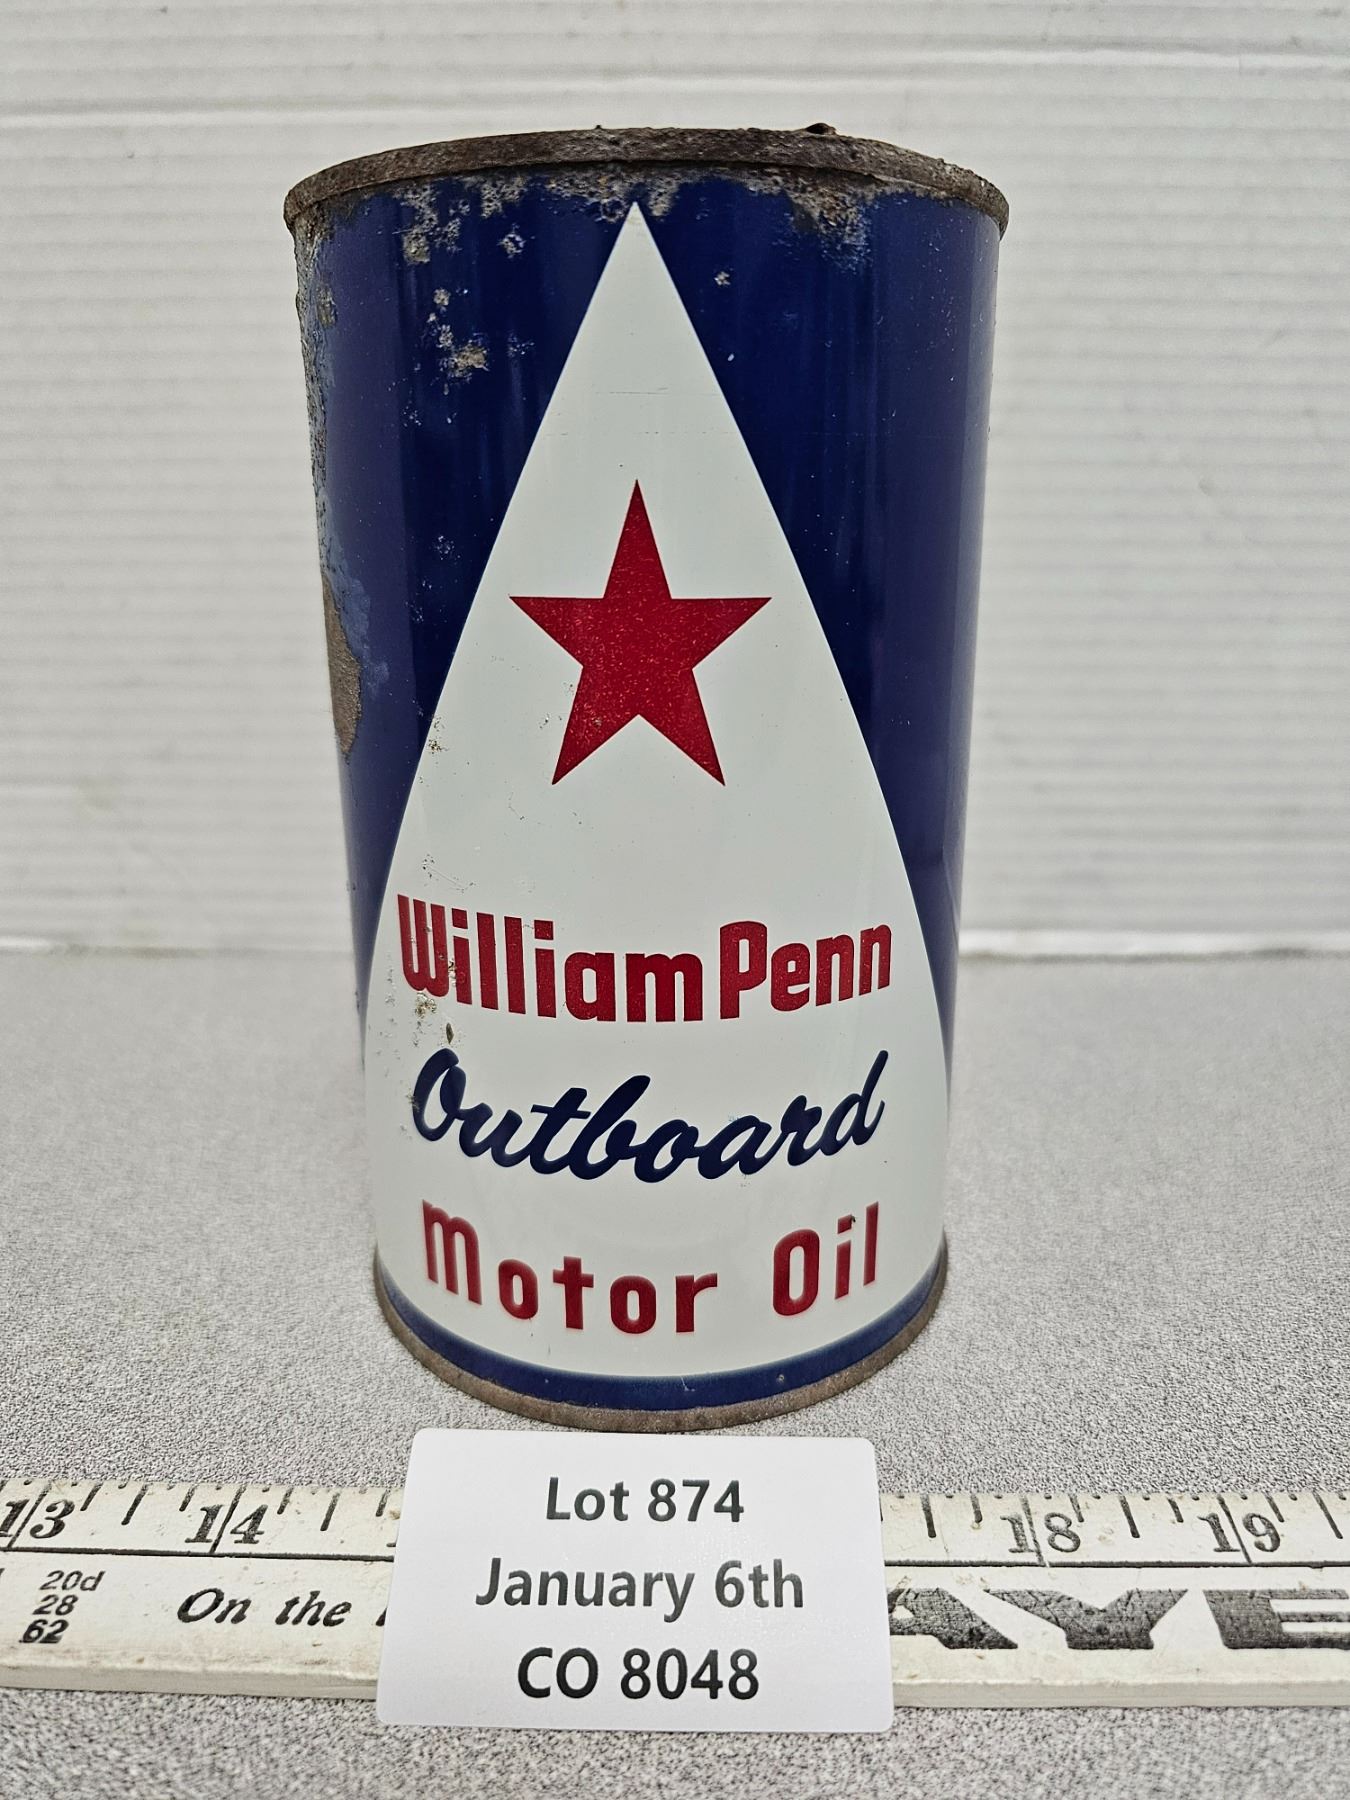 William Penn
Outboard
Motor Oil
Lot 874
January 6th
CO 8048
13 14 18 19
20d
28
62
On the